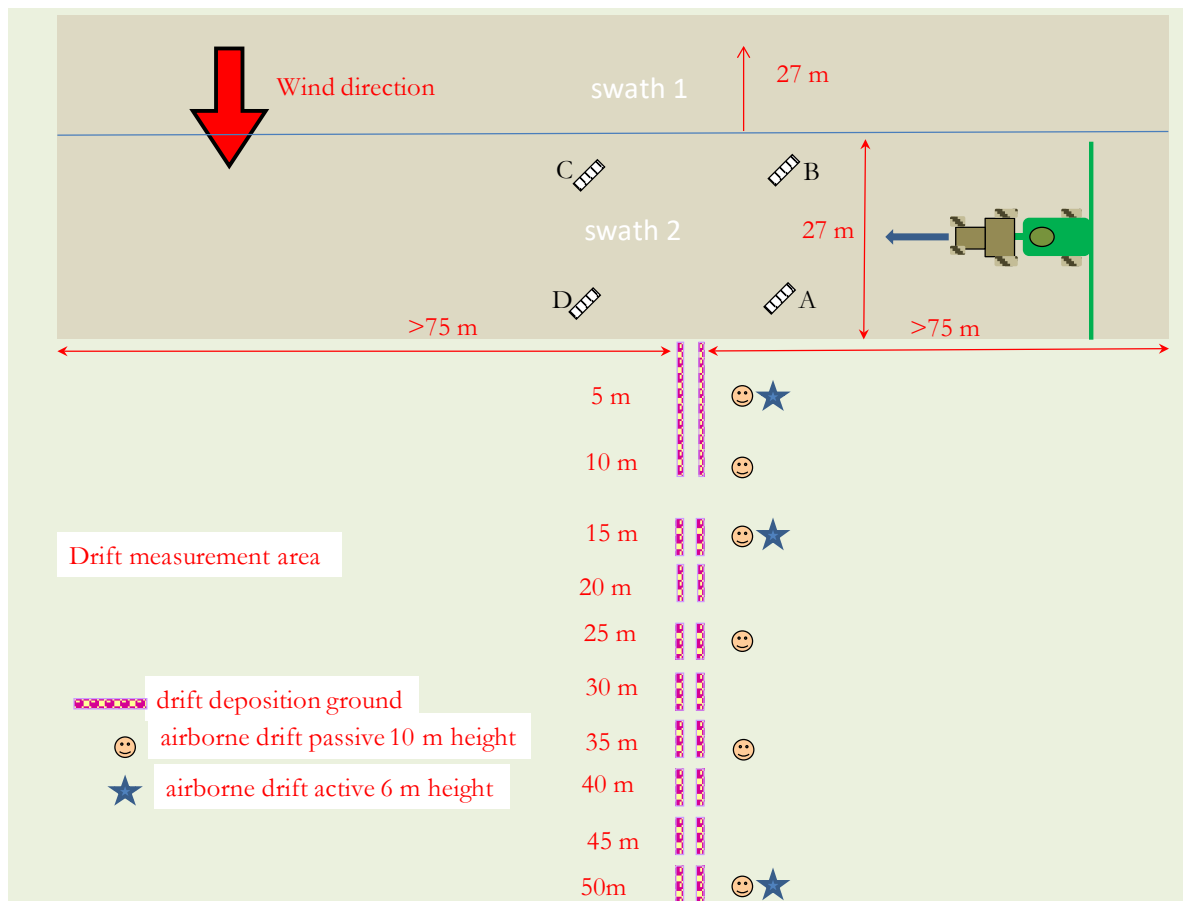 swath 1
27 m
Wind direction
C
B
swath 2
27 m
D
A
>75 m
>75 m
5 m
10 m
15 m
Drift measurement area
20 m
25 m
30 m
drift deposition ground
35 m
airborne drift passive 10 m height
40 m
airborne drift active 6 m height
45 m
50m